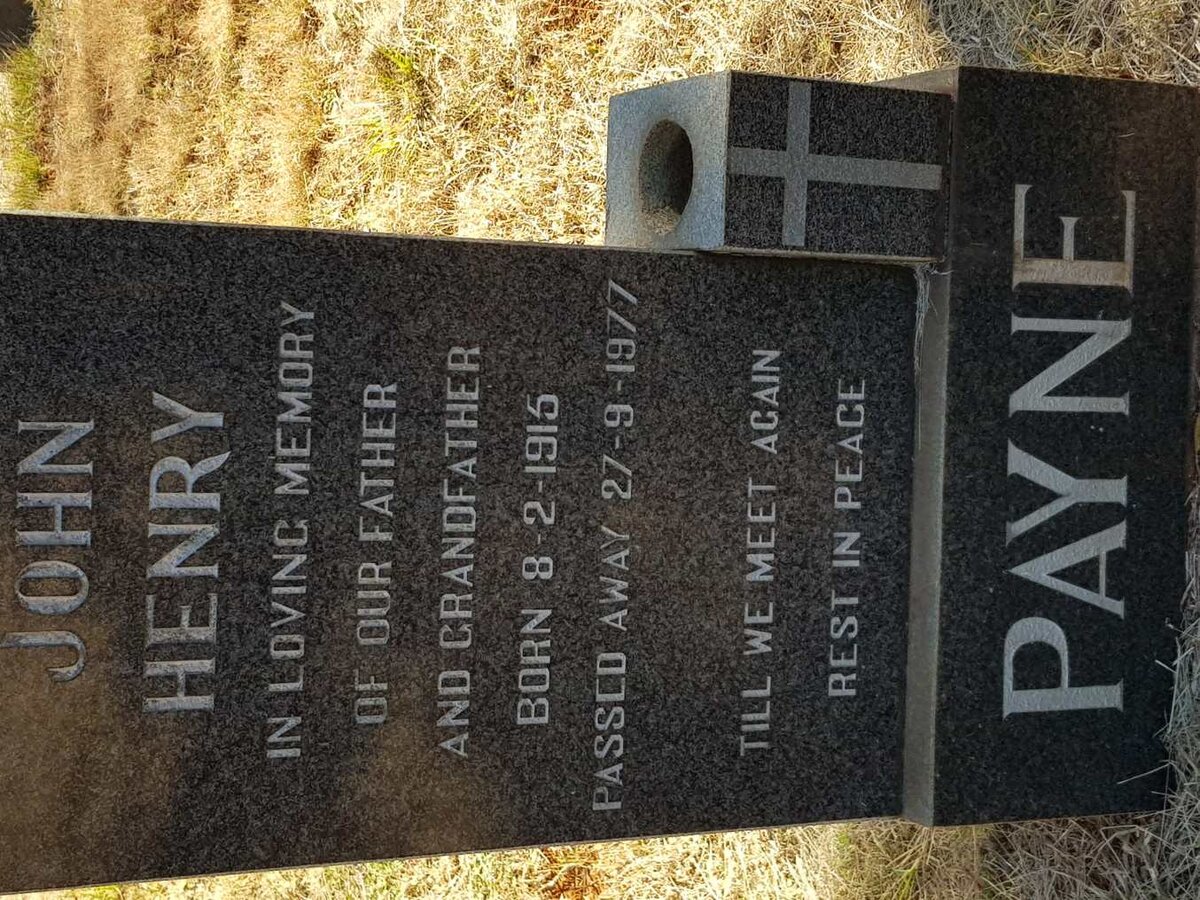 JOHN
HENRY
IN LOVING MEMORY
OF OUR FATHER
AND GRANDFATHER
BORN 8-2-1915
PASSED AWAY 27-9-1977
TILL WE MEET AGAIN
REST IN PEACE
PAYNE